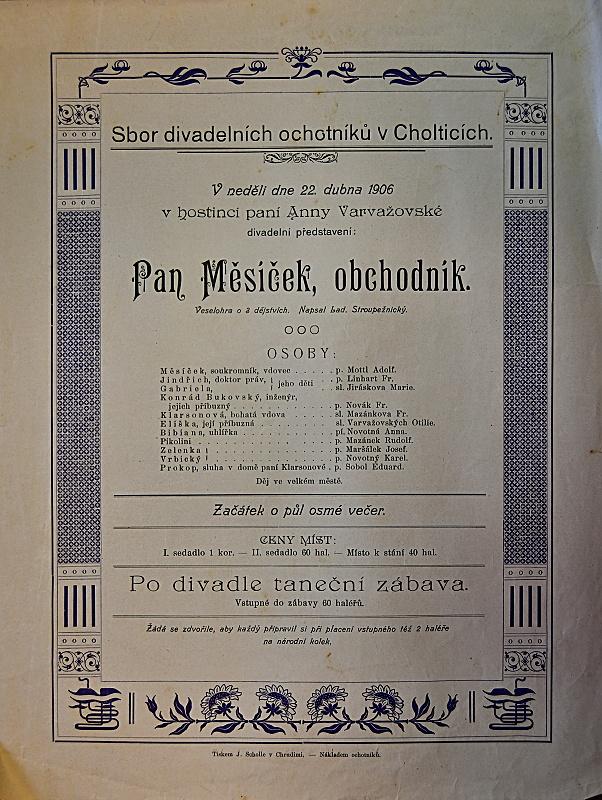 Sbor divadelních ochotníků v Cholticích.
V neděli dne 22. dubna 1906
v hostinci paní Anny Varvažovské
divadelní představení:
Pan Měsíček, obchodník.
Veselohra o 3 dějstvích. Napsal Lad. Stroupežnický.
OSOBY:
Měsíček, soukromník, vdovec . . . . . p. Mottl Adolf.
Jindřich, doktor práv, } jeho děti . . p. Linhart Fr.
Gabriela, } jeho děti . . sl. Jiráskova Marie.
Konrád Bukovský, inženýr,
jejich příbuzný . . . . . . . . . . . . p. Novák Fr.
Klarsonová, bohatá vdova . . . . . sl. Mazánkova Fr.
Eliška, její příbuzná . . . . . . . . . sl. Varvažovských Otilie.
Bibiana, uhlířka . . . . . . . . . . . pí. Novotná Anna.
Pikolini . . . . . . . . . . . . . . . . p. Mazánek Rudolf.
Zelenka . . . . . . . . . . . . . . . p. Maršálek Josef.
Vrbický . . . . . . . . . . . . . . . p. Novotný Karel.
Prokop, sluha v domě paní Klarsonové . p. Sobol Eduard.
Děj ve velkém městě.
Začátek o půl osmé večer.
CENY MÍST:
I. sedadlo 1 kor. — II. sedadlo 60 hal. — Místo k stání 40 hal.
Po divadle taneční zábava.
Vstupné do zábavy 60 haléřů.
Žádá se zdvořile, aby každý připravil si při placení vstupného též 2 haléře
na národní kolek.
Tiskem J. Scholle v Chrudimi. — Nákladem ochotníků.